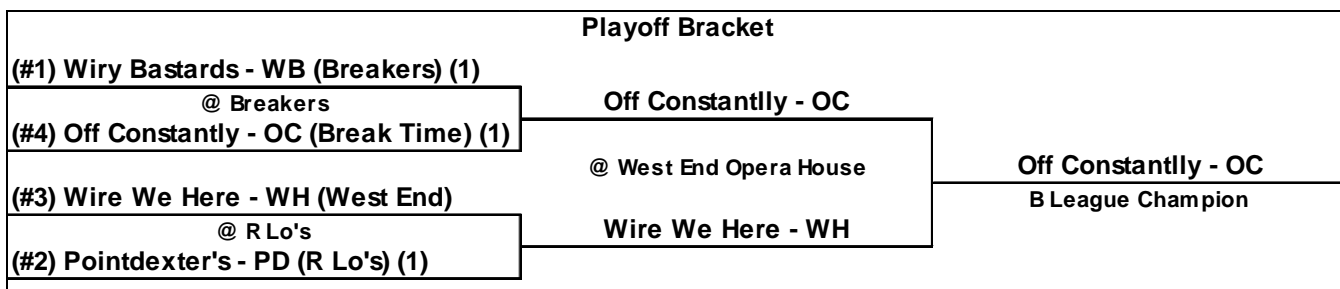 Playoff Bracket
(#1) Wiry Bastards - WB (Breakers) (1)
@ Breakers
Off Constantlly - OC
(#4) Off Constantly - OC (Break Time) (1)
@ West End Opera House
Off Constantlly - OC
(#3) Wire We Here - WH (West End)
B League Champion
@ R Lo's
Wire We Here - WH
(#2) Pointdexter's - PD (R Lo's) (1)